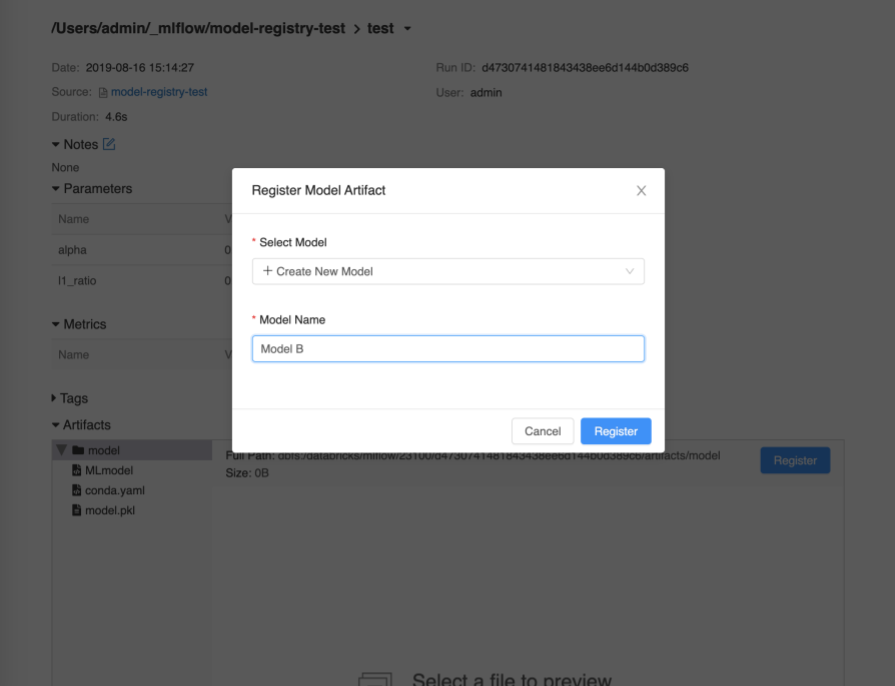 /Users/admin/_mlflow/model-registry-test > test
Date: 2019-08-16 15:14:27
Run ID: d4730741481843438ee6d144b0d389c6
Source: model-registry-test
User: admin
Duration: 4.6s
Notes
None
Parameters
Name V
alpha 0
l1_ratio 0
Metrics
Name V
Tags
Artifacts
model
MLmodel
conda.yaml
model.pkl
Register Model Artifact
* Select Model
+ Create New Model
* Model Name
Model B
Cancel Register
Full Path: dbfs:/databricks/mlflow/23100/d4730741481843438ee6d144b0d389c6/artifacts/model
Size: 0B
Register
Select a file to preview